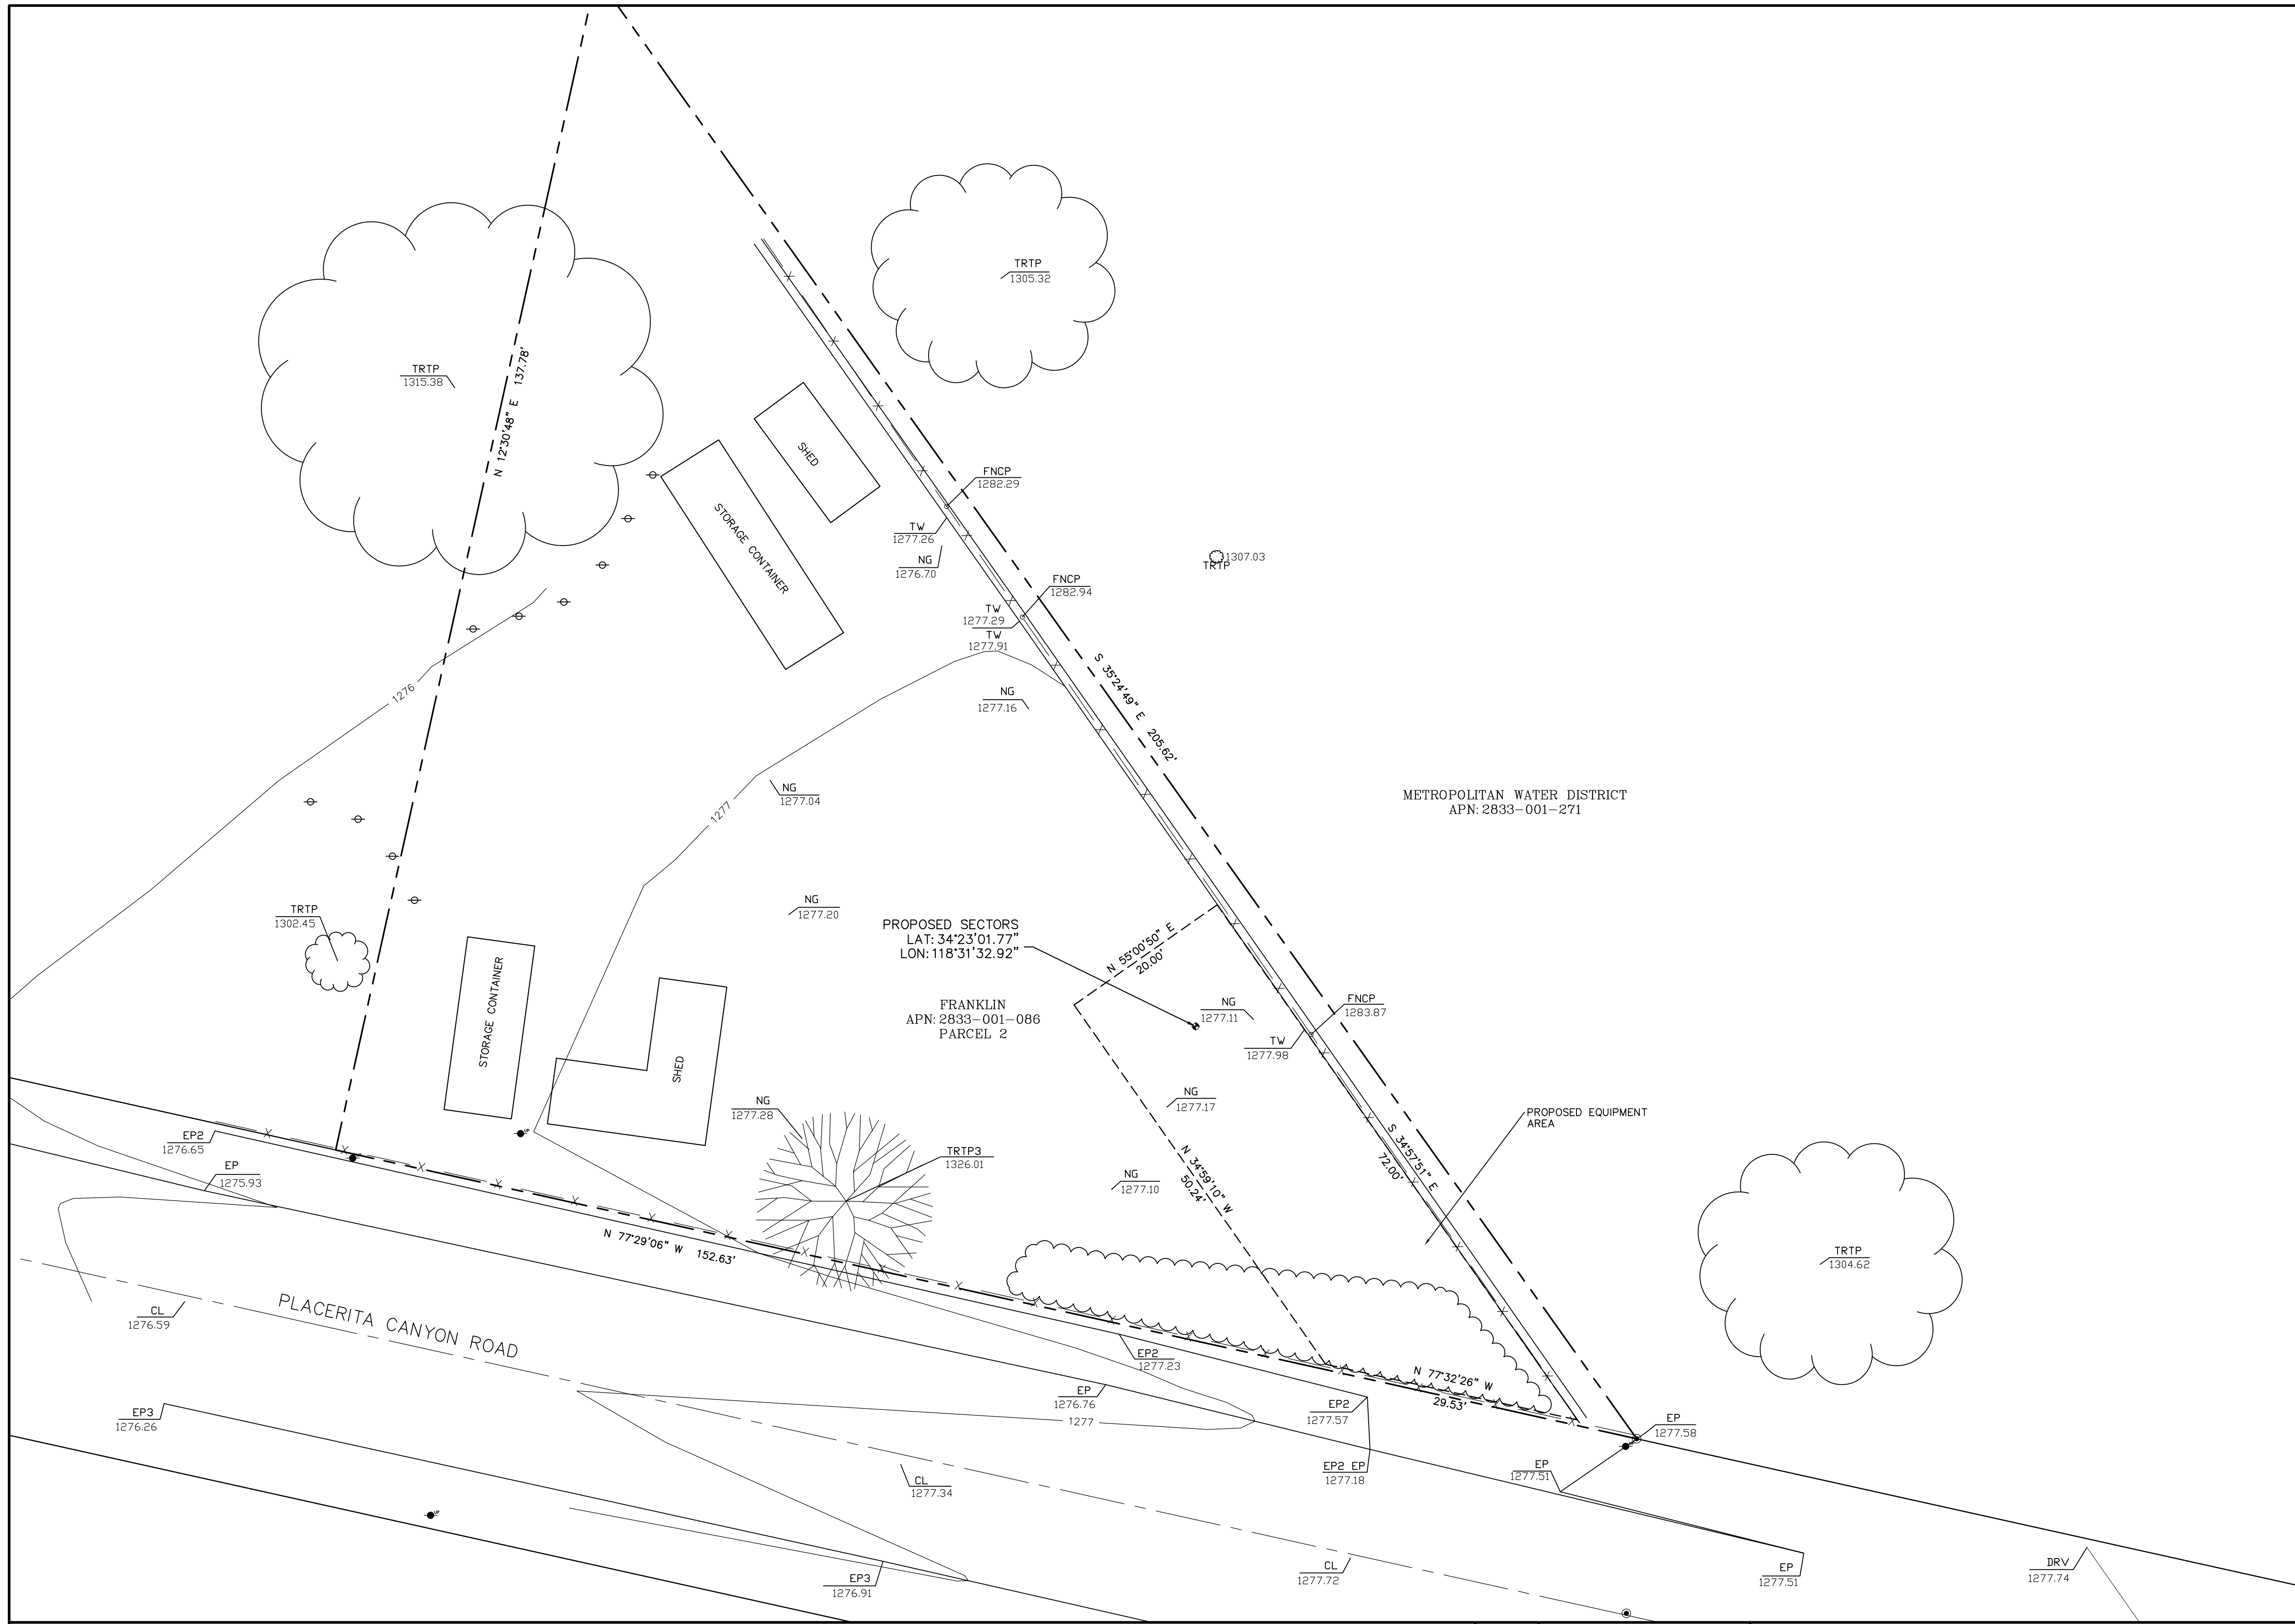 TRTP
1305.32
TRTP
1315.38
N 12°30'48" E 137.78'
SHED
STORAGE CONTAINER
FNCP
1282.29
TW
1277.26
NG
1276.70
1307.03
TRTP
FNCP
1282.94
TW
1277.29
TW
1277.91
S 35°24'49" E 205.62'
1276
NG
1277.16
NG
1277.04
1277
METROPOLITAN WATER DISTRICT
APN: 2833-001-271
TRTP
1302.45
NG
1277.20
PROPOSED SECTORS
LAT: 34°23'01.77"
LON: 118°31'32.92"
N 55°00'50" E
20.00'
FRANKLIN
APN: 2833-001-086
PARCEL 2
NG
1277.11
FNCP
1283.87
TW
1277.98
STORAGE CONTAINER
SHED
NG
1277.28
NG
1277.17
PROPOSED EQUIPMENT
AREA
EP2
1276.65
EP
1275.93
TRTP3
1326.01
NG
1277.10
N 34°59'10" W
50.24'
S 34°57'51" E
72.00'
N 77°29'06" W 152.63'
TRTP
1304.62
CL
1276.59
PLACERITA CANYON ROAD
EP2
1277.23
N 77°32'26" W
29.53'
EP
1276.76
1277
EP2
1277.57
EP3
1276.26
EP
1277.58
EP2 EP
1277.18
EP
1277.51
CL
1277.34
EP3
1276.91
CL
1277.72
EP
1277.51
DRV
1277.74